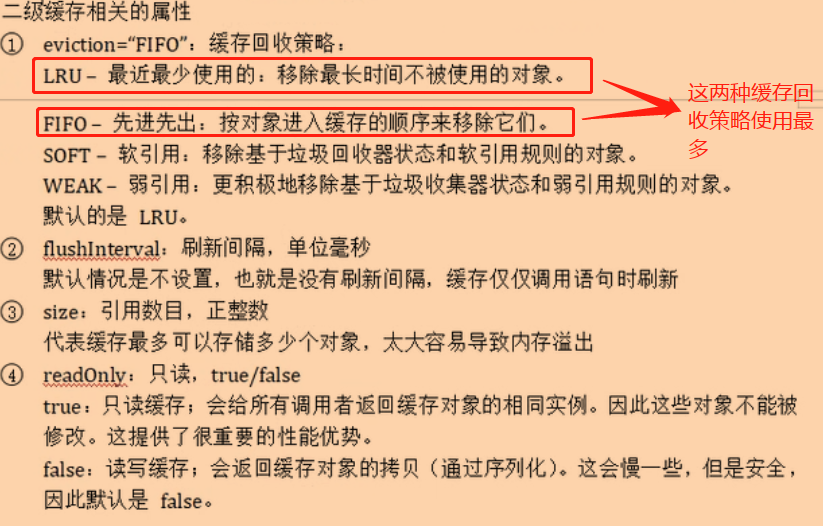 二级缓存相关的属性
① eviction=“FIFO”：缓存回收策略：
LRU – 最近最少使用的：移除最长时间不被使用的对象。
FIFO – 先进先出：按对象进入缓存的顺序来移除它们。
SOFT – 软引用：移除基于垃圾回收器状态和软引用规则的对象。
WEAK – 弱引用：更积极地移除基于垃圾收集器状态和弱引用规则的对象。
默认的是 LRU。
② flushInterval：刷新间隔，单位毫秒
默认情况是不设置，也就是没有刷新间隔，缓存仅仅调用语句时刷新
③ size：引用数目，正整数
代表缓存最多可以存储多少个对象，太大容易导致内存溢出
④ readOnly：只读，true/false
true：只读缓存；会给所有调用者返回缓存对象的相同实例。因此这些对象不能被
修改。这提供了很重要的性能优势。
false：读写缓存；会返回缓存对象的拷贝（通过序列化）。这会慢一些，但是安全，
因此默认是 false。
这两种缓存回
收策略使用最
多